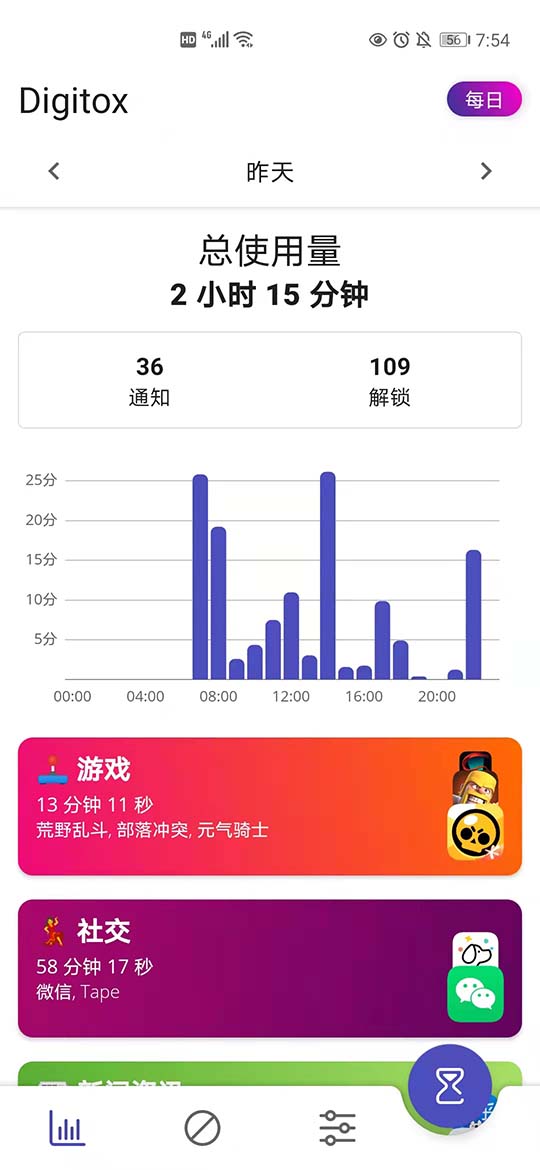 HD 4G 56 7:54
Digitox
每日
昨天
总使用量
2 小时 15 分钟
36 109
通知 解锁
25分
20分
15分
10分
5分
00:00 04:00 08:00 12:00 16:00 20:00
游戏
13 分钟 11 秒
荒野乱斗, 部落冲突, 元气骑士
社交
58 分钟 17 秒
微信, Tape
新闻资讯